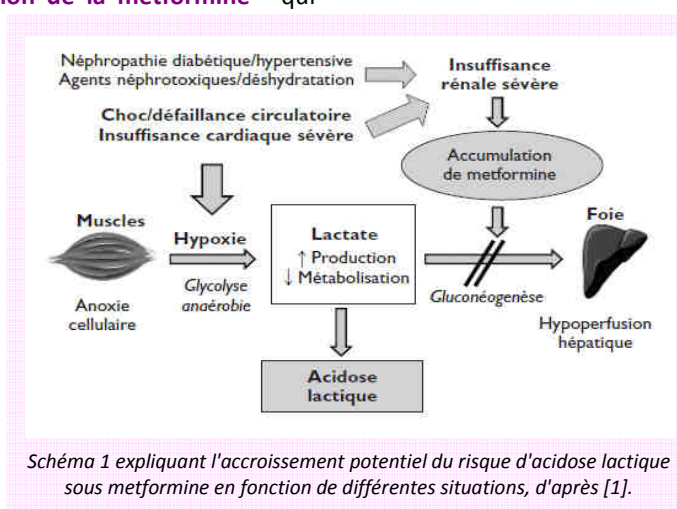 ion de la metformine qui
Néphropathie diabétique/hypertensive
Agents néphrotoxiques/déshydratation
Insuffisance
rénale sévère
Choc/défaillance circulatoire
Insuffisance cardiaque sévère
Accumulation
de metformine
Muscles
Hypoxie
Glycolyse
anaérobie
Anoxie
cellulaire
Lactate
↑ Production
↓ Métabolisation
Gluconéogenèse
Foie
Hypoperfusion
hépatique
Acidose
lactique
Schéma 1 expliquant l'accroissement potentiel du risque d'acidose lactique
sous metformine en fonction de différentes situations, d'après [1].